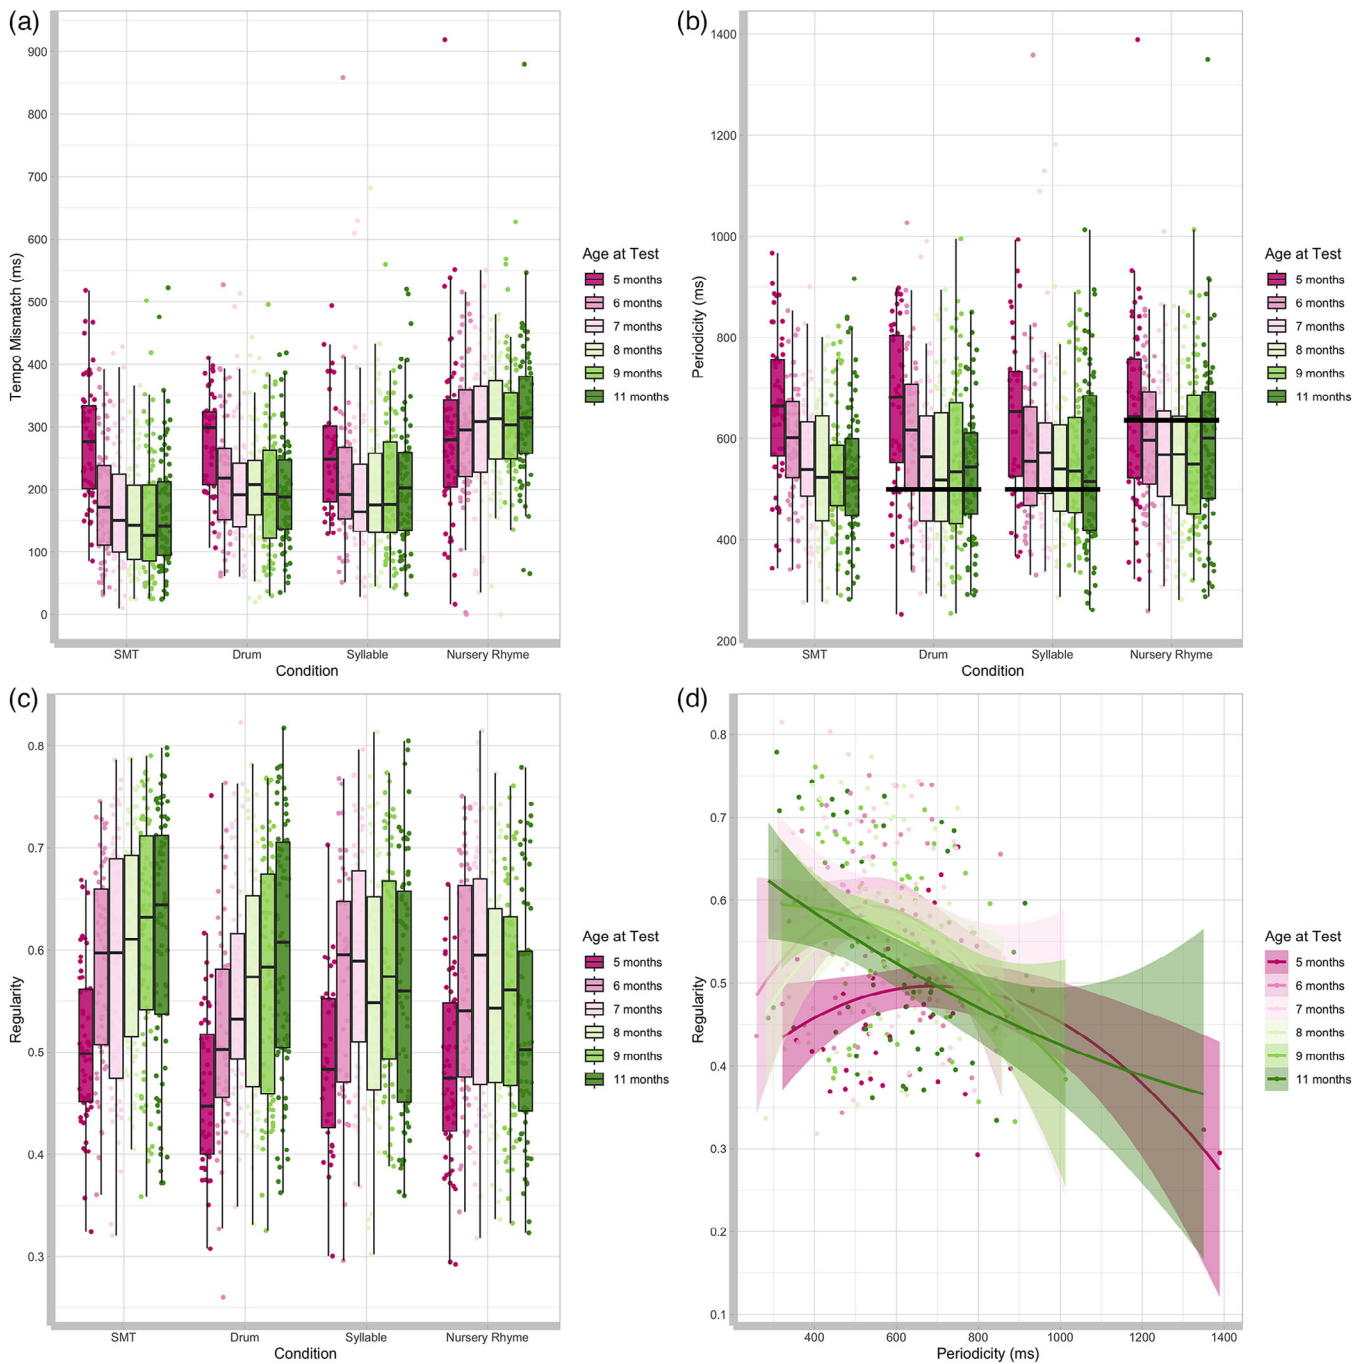 (a)
Tempo Mismatch (ms)
900
800
700
600
500
400
300
200
100
0
SMT Drum Syllable Nursery Rhyme
Condition
Age at Test
5 months
6 months
7 months
8 months
9 months
11 months
(b)
Periodicity (ms)
1400
1200
1000
800
600
400
200
SMT Drum Syllable Nursery Rhyme
Condition
Age at Test
5 months
6 months
7 months
8 months
9 months
11 months
(c)
Regularity
0.8
0.7
0.6
0.5
0.4
0.3
SMT Drum Syllable Nursery Rhyme
Condition
Age at Test
5 months
6 months
7 months
8 months
9 months
11 months
(d)
Regularity
0.8
0.7
0.6
0.5
0.4
0.3
0.2
0.1
400 600 800 1000 1200 1400
Periodicity (ms)
Age at Test
5 months
6 months
7 months
8 months
9 months
11 months